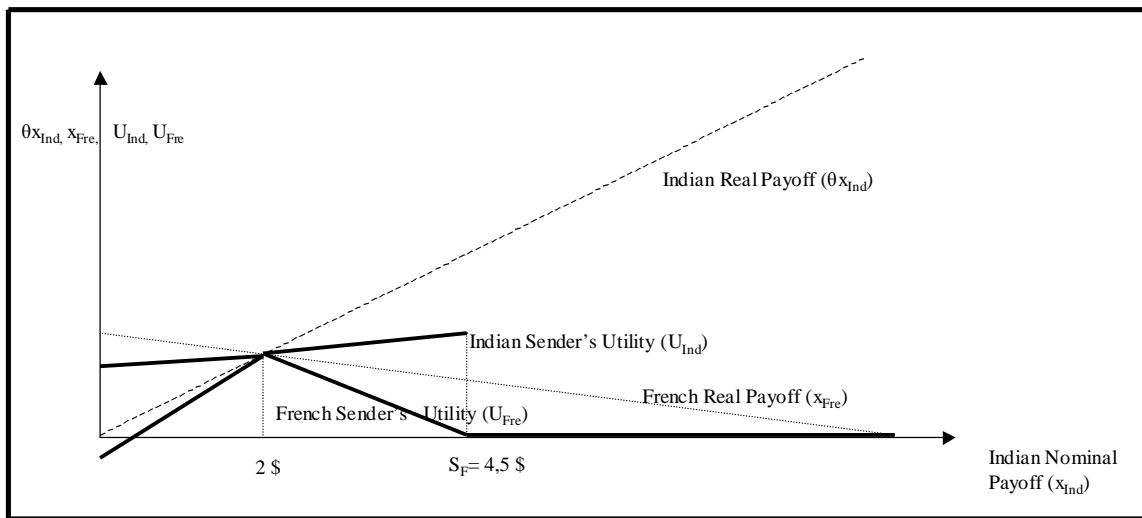 θx_Ind, x_Fre, U_Ind, U_Fre
Indian Real Payoff (θx_Ind)
Indian Sender's Utility (U_Ind)
French Real Payoff (x_Fre)
French Sender's Utility (U_Fre)
2 $
S_F= 4,5 $
Indian Nominal
Payoff (x_Ind)